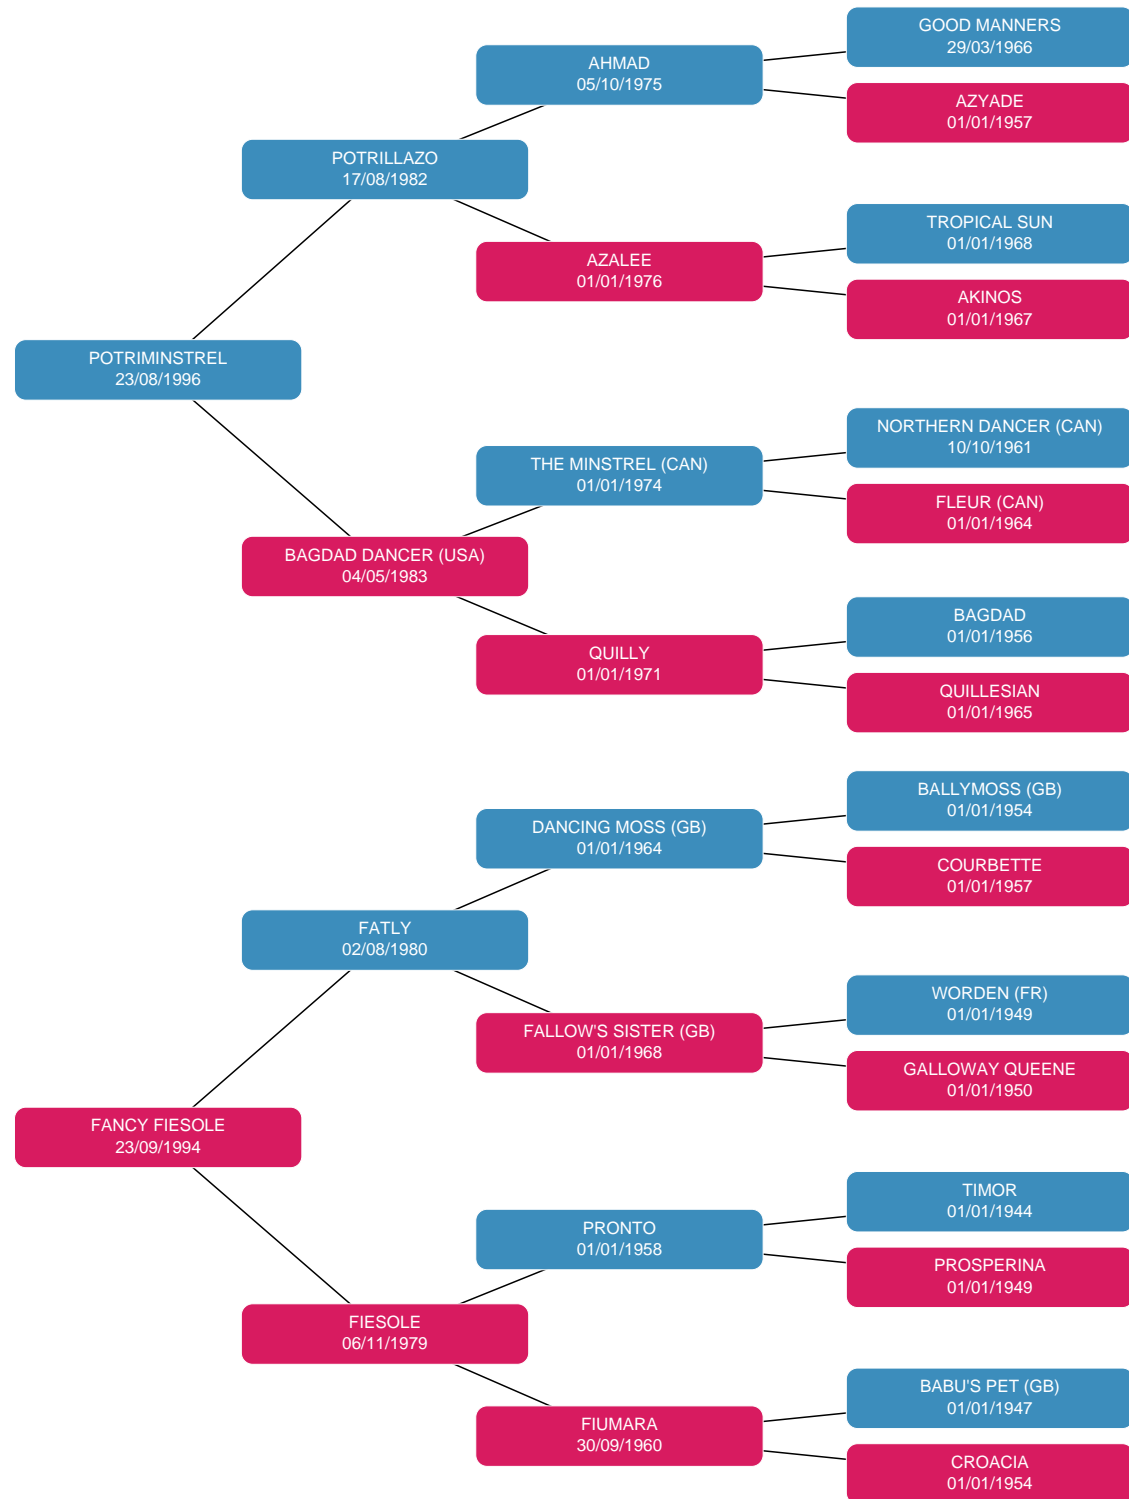 GOOD MANNERS
29/03/1966
AHMAD
05/10/1975
AZYADE
01/01/1957
POTRILLAZO
17/08/1982
TROPICAL SUN
01/01/1968
AZALEE
01/01/1976
AKINOS
01/01/1967
POTRIMINSTREL
23/08/1996
NORTHERN DANCER (CAN)
10/10/1961
THE MINSTREL (CAN)
01/01/1974
FLEUR (CAN)
01/01/1964
BAGDAD DANCER (USA)
04/05/1983
BAGDAD
01/01/1956
QUILLY
01/01/1971
QUILLESIAN
01/01/1965
BALLYMOSS (GB)
01/01/1954
DANCING MOSS (GB)
01/01/1964
COURBETTE
01/01/1957
FATLY
02/08/1980
WORDEN (FR)
01/01/1949
FALLOW'S SISTER (GB)
01/01/1968
GALLOWAY QUEENE
01/01/1950
FANCY FIESOLE
23/09/1994
TIMOR
01/01/1944
PRONTO
01/01/1958
PROSPERINA
01/01/1949
FIESOLE
06/11/1979
BABU'S PET (GB)
01/01/1947
FIUMARA
30/09/1960
CROACIA
01/01/1954